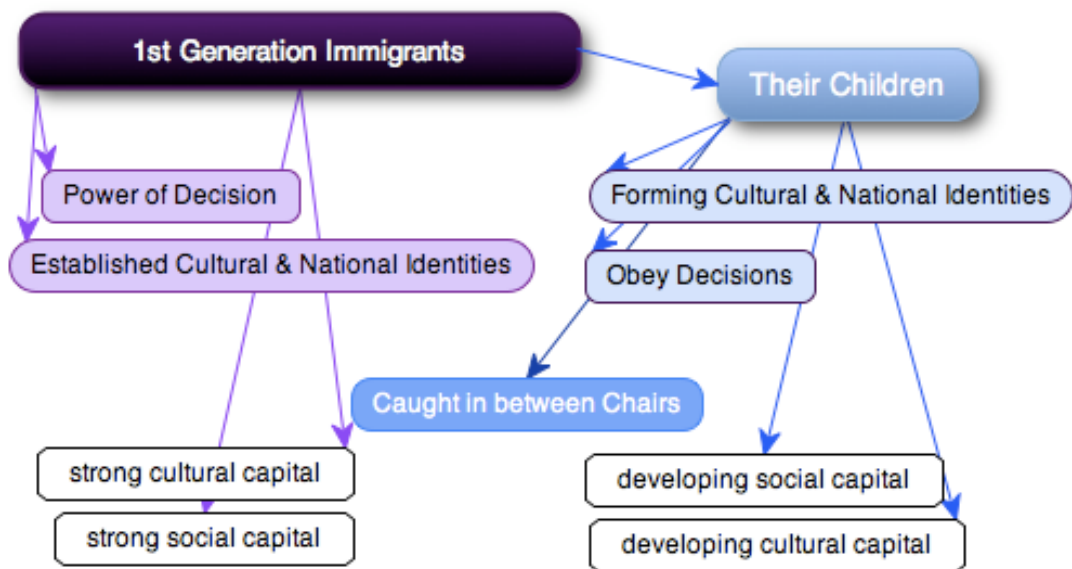 1st Generation Immigrants
Their Children
Power of Decision
Forming Cultural & National Identities
Established Cultural & National Identities
Obey Decisions
Caught in between Chairs
strong cultural capital
developing social capital
strong social capital
developing cultural capital